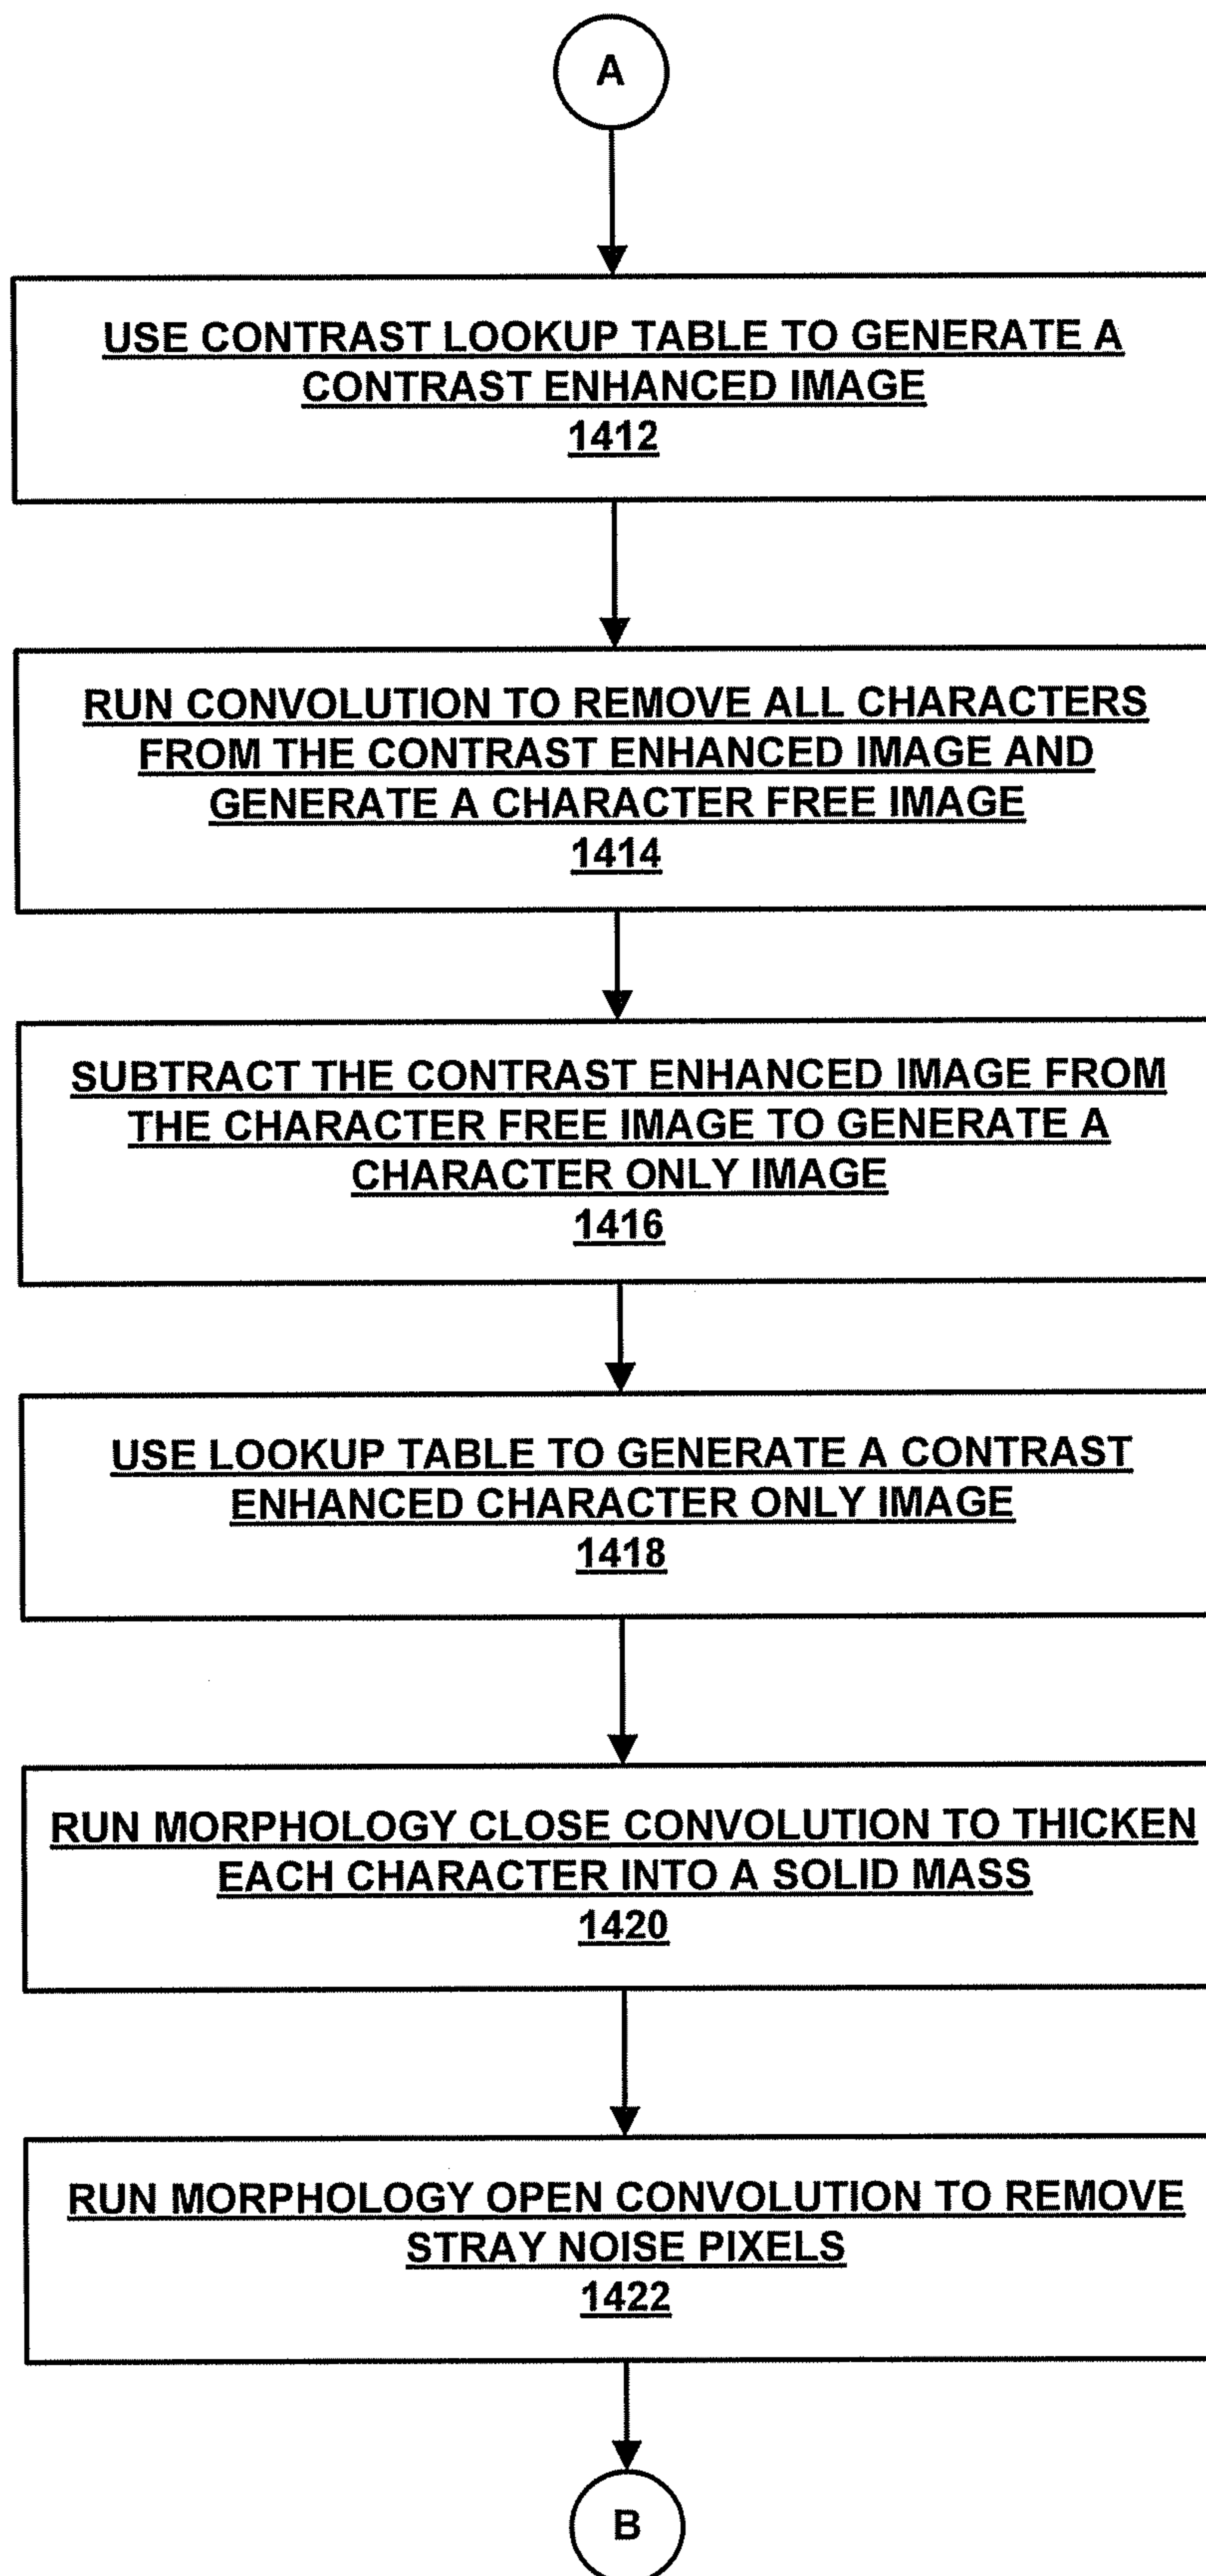 A
USE CONTRAST LOOKUP TABLE TO GENERATE A
CONTRAST ENHANCED IMAGE
1412
RUN CONVOLUTION TO REMOVE ALL CHARACTERS
FROM THE CONTRAST ENHANCED IMAGE AND
GENERATE A CHARACTER FREE IMAGE
1414
SUBTRACT THE CONTRAST ENHANCED IMAGE FROM
THE CHARACTER FREE IMAGE TO GENERATE A
CHARACTER ONLY IMAGE
1416
USE LOOKUP TABLE TO GENERATE A CONTRAST
ENHANCED CHARACTER ONLY IMAGE
1418
RUN MORPHOLOGY CLOSE CONVOLUTION TO THICKEN
EACH CHARACTER INTO A SOLID MASS
1420
RUN MORPHOLOGY OPEN CONVOLUTION TO REMOVE
STRAY NOISE PIXELS
1422
B